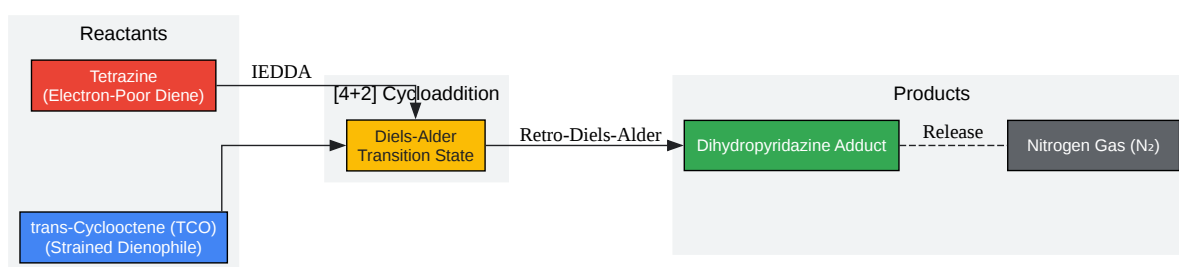 Reactants
Tetrazine
(Electron-Poor Diene)
trans-Cyclooctene (TCO)
(Strained Dienophile)
IEDDA
[4+2] Cycloaddition
Diels-Alder
Transition State
Retro-Diels-Alder
Products
Dihydropyridazine Adduct
Release
Nitrogen Gas (N₂)